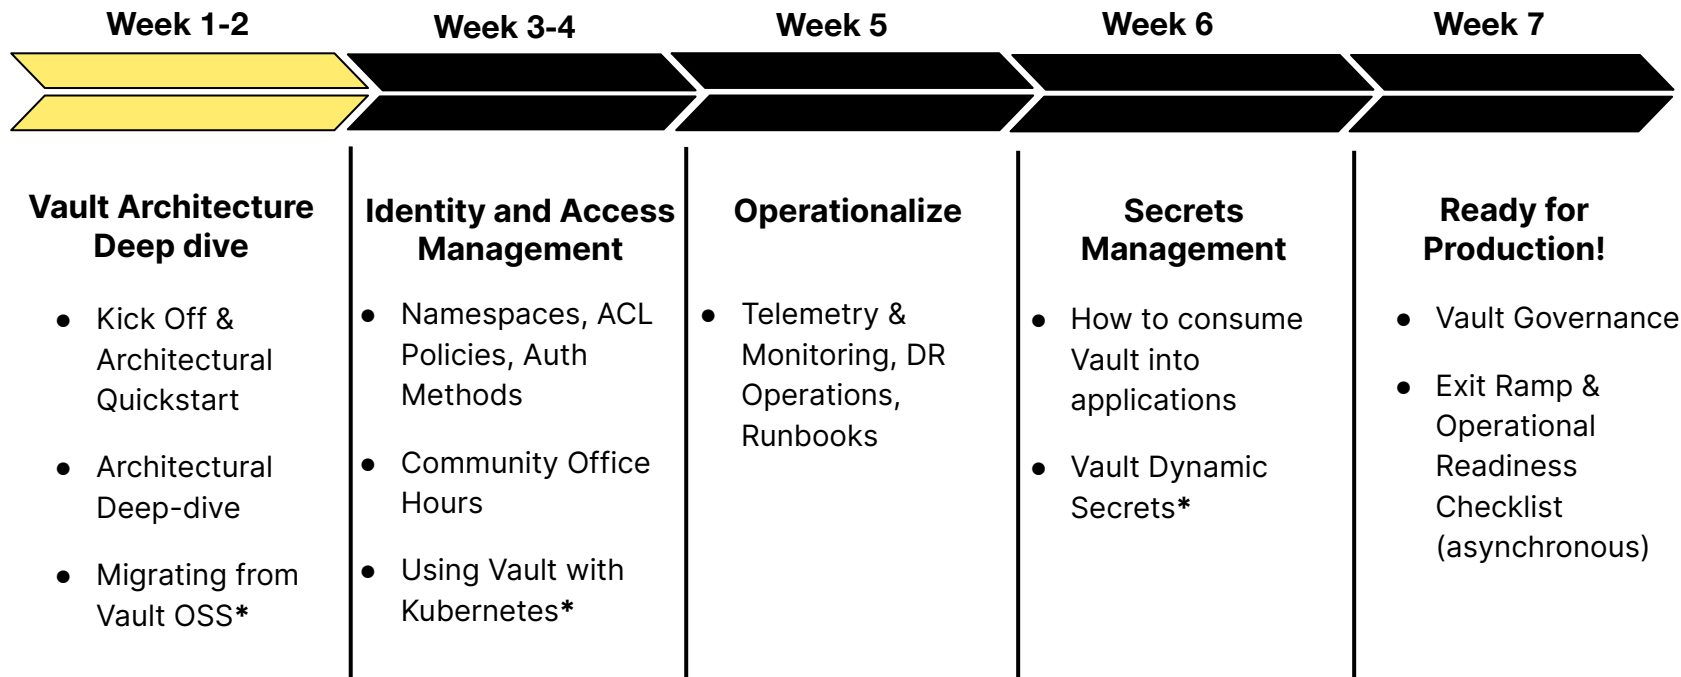 Week 1-2
Week 3-4
Week 5
Week 6
Week 7
Vault Architecture
Deep dive
● Kick Off &
Architectural
Quickstart
● Architectural
Deep-dive
● Migrating from
Vault OSS*
Identity and Access
Management
● Namespaces, ACL
Policies, Auth
Methods
● Community Office
Hours
● Using Vault with
Kubernetes*
Operationalize
● Telemetry &
Monitoring, DR
Operations,
Runbooks
Secrets
Management
● How to consume
Vault into
applications
● Vault Dynamic
Secrets*
Ready for
Production!
● Vault Governance
● Exit Ramp &
Operational
Readiness
Checklist
(asynchronous)